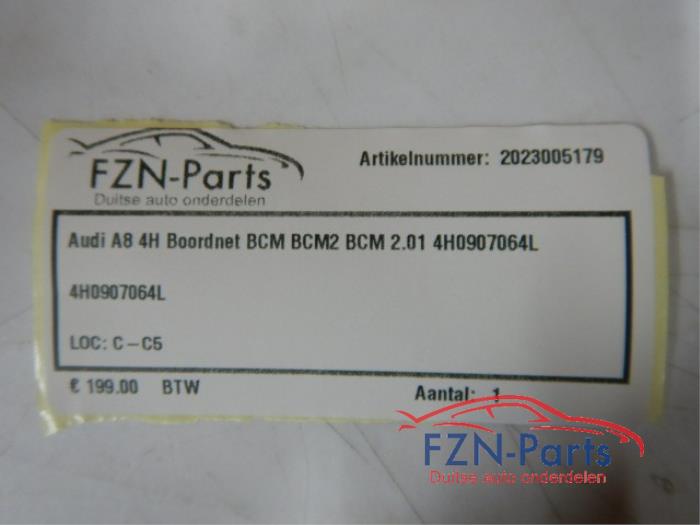 FZN-Parts
Duitse auto onderdelen
Artikelnummer: 2023005179
Audi A8 4H Boordnet BCM BCM2 BCM 2.01 4H0907064L
4H0907064L
LOC: C-C5
€ 199.00 BTW
Aantal: 1
FZN-Parts
Duitse auto onderdelen